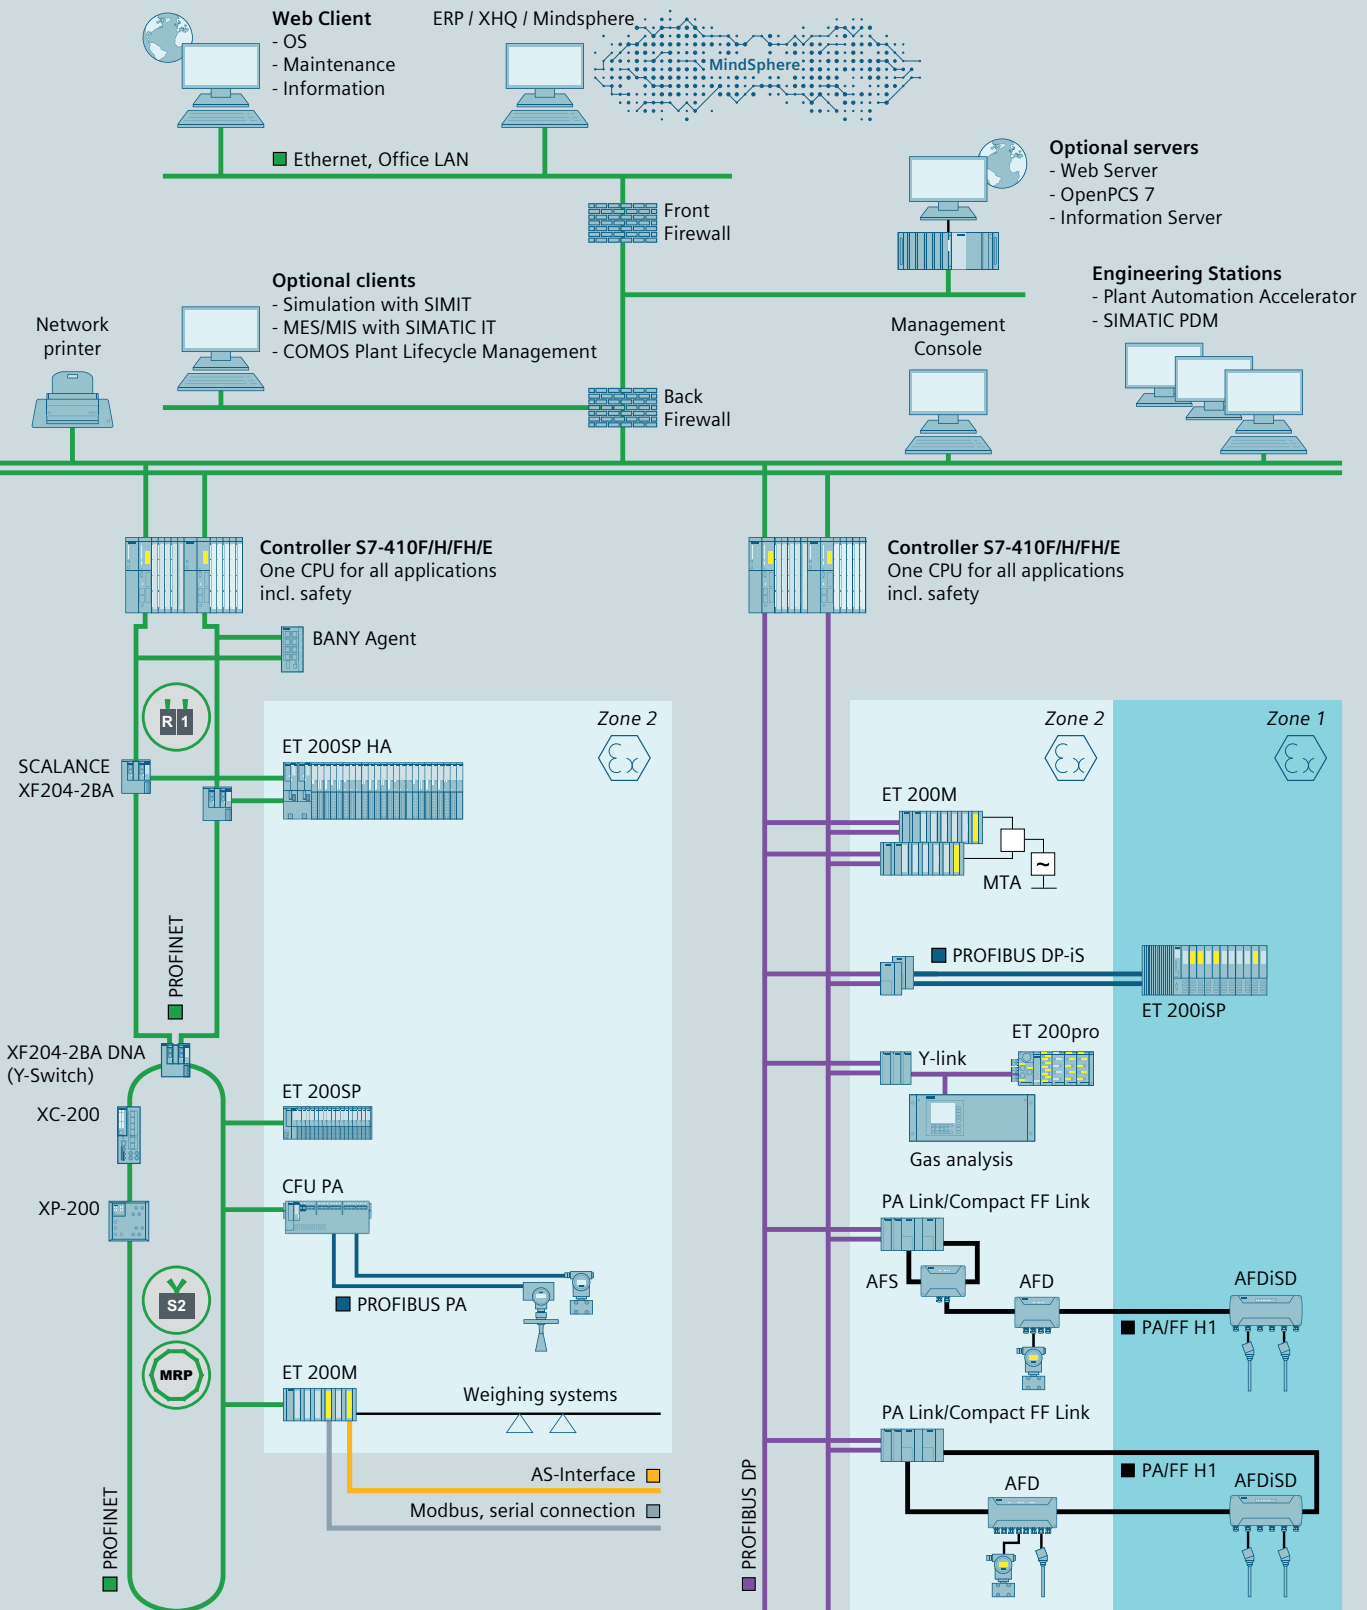 Web Client
- OS
- Maintenance
- Information
ERP / XHQ / Mindsphere
MindSphere
Ethernet, Office LAN
Front
Firewall
Optional servers
- Web Server
- OpenPCS 7
- Information Server
Optional clients
- Simulation with SIMIT
- MES/MIS with SIMATIC IT
- COMOS Plant Lifecycle Management
Engineering Stations
- Plant Automation Accelerator
- SIMATIC PDM
Network
printer
Management
Console
Back
Firewall
Controller S7-410F/H/FH/E
One CPU for all applications
incl. safety
BANY Agent
R 1
SCALANCE
XF204-2BA
Zone 2
Ex
ET 200SP HA
PROFINET
XF204-2BA DNA
(Y-Switch)
XC-200
ET 200SP
XP-200
CFU PA
S2
PROFIBUS PA
MRP
ET 200M
Weighing systems
AS-Interface
Modbus, serial connection
PROFINET
Controller S7-410F/H/FH/E
One CPU for all applications
incl. safety
Zone 2
Ex
Zone 1
Ex
ET 200M
~
MTA
PROFIBUS DP-iS
ET 200iSP
ET 200pro
Y-link
Gas analysis
PA Link/Compact FF Link
AFS
AFD
AFDiSD
PA/FF H1
PA Link/Compact FF Link
PA/FF H1
AFD
AFDiSD
PROFIBUS DP